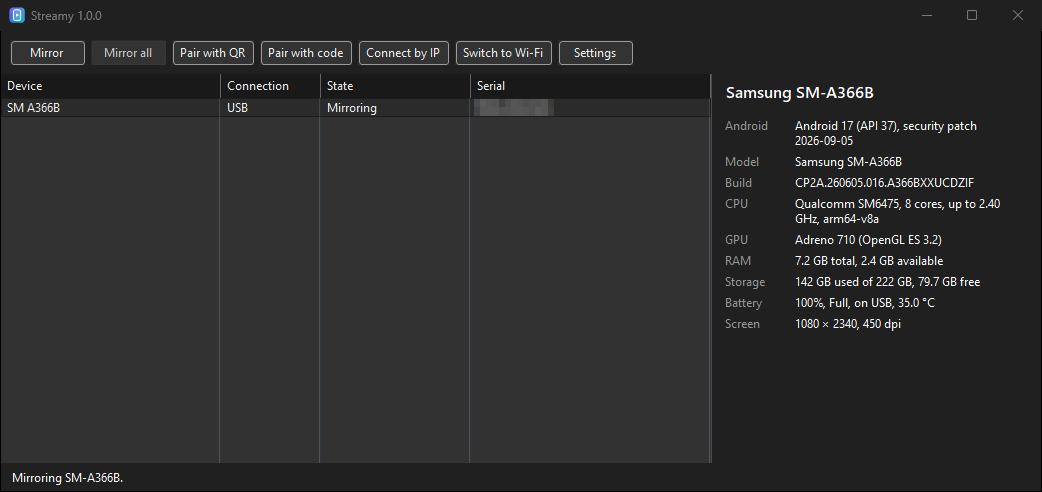 Streamy 1.0.0
Mirror
Mirror all
Pair with QR
Pair with code
Connect by IP
Switch to Wi-Fi
Settings
Device
Connection
State
Serial
SM A366B
USB
Mirroring
Samsung SM-A366B
Android
Android 17 (API 37), security patch
2026-09-05
Model
Samsung SM-A366B
Build
CP2A.260605.016.A366BXXUCDZIF
CPU
Qualcomm SM6475, 8 cores, up to 2.40
GHz, arm64-v8a
GPU
Adreno 710 (OpenGL ES 3.2)
RAM
7.2 GB total, 2.4 GB available
Storage
142 GB used of 222 GB, 79.7 GB free
Battery
100%, Full, on USB, 35.0 °C
Screen
1080 × 2340, 450 dpi
Mirroring SM-A366B.